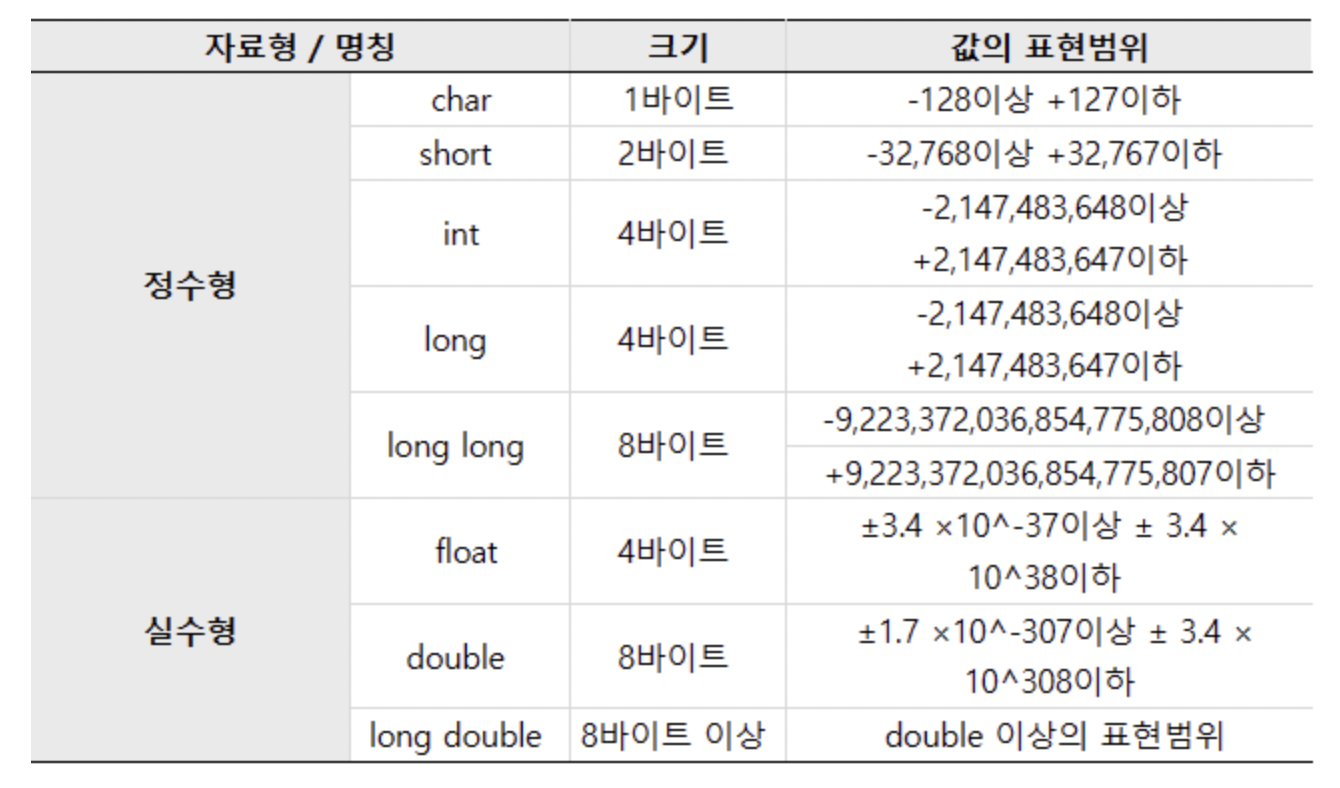 자료형 / 명칭 크기 값의 표현범위
정수형
char 1바이트 -128이상 +127이하
short 2바이트 -32,768이상 +32,767이하
int 4바이트 -2,147,483,648이상
+2,147,483,647이하
long 4바이트 -2,147,483,648이상
+2,147,483,647이하
long long 8바이트 -9,223,372,036,854,775,808이상
+9,223,372,036,854,775,807이하
실수형
float 4바이트 ±3.4 ×10^-37이상 ± 3.4 ×
10^38이하
double 8바이트 ±1.7 ×10^-307이상 ± 3.4 ×
10^308이하
long double 8바이트 이상 double 이상의 표현범위